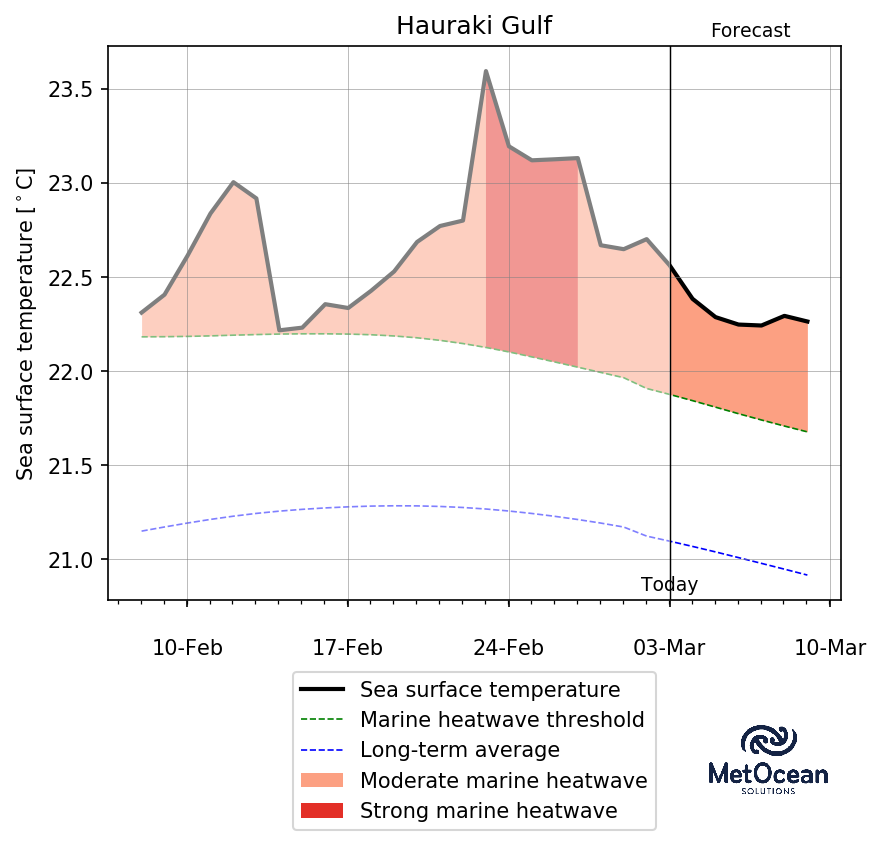 Hauraki Gulf
Forecast
Sea surface temperature [°C]
23.5
23.0
22.5
22.0
21.5
21.0
Today
10-Feb
17-Feb
24-Feb
03-Mar
10-Mar
Sea surface temperature
Marine heatwave threshold
Long-term average
Moderate marine heatwave
Strong marine heatwave
MetOcean
SOLUTIONS